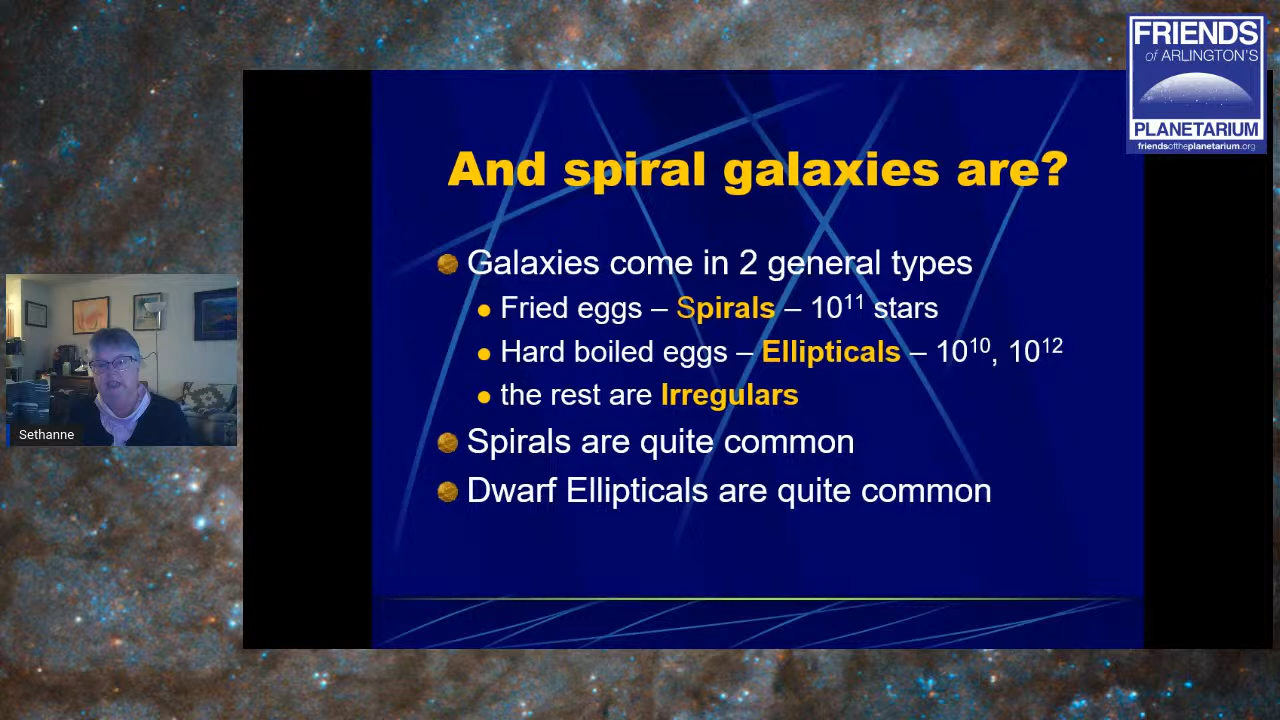 FRIENDS
of ARLINGTON'S
PLANETARIUM
friendsoftheplanetarium.org
And spiral galaxies are?
Galaxies come in 2 general types
Fried eggs – Spirals – 10¹¹ stars
Hard boiled eggs – Ellipticals – 10¹⁰, 10¹²
the rest are Irregulars
Spirals are quite common
Dwarf Ellipticals are quite common
Sethanne